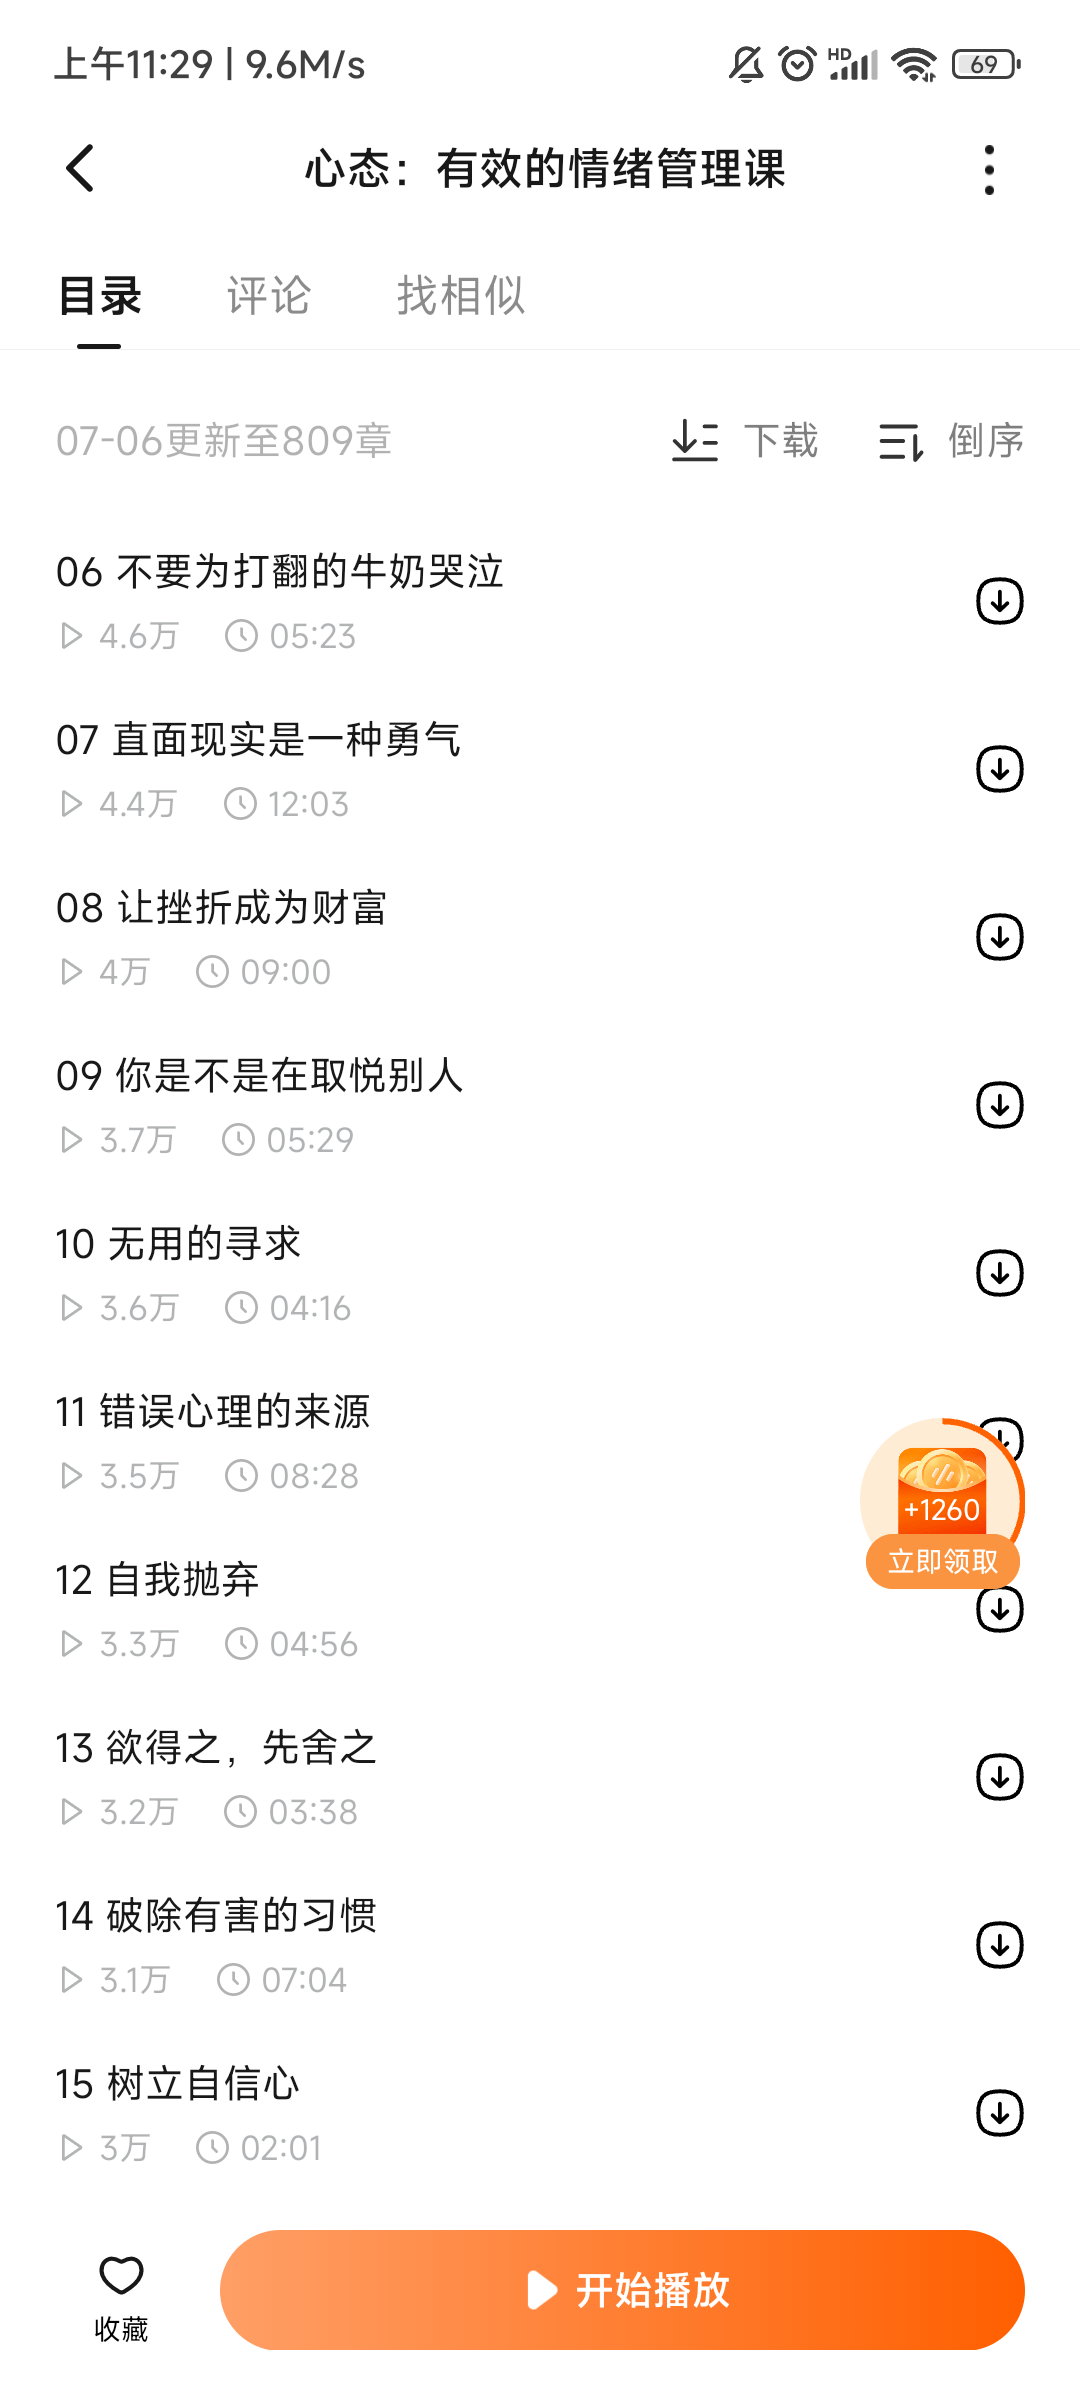 上午11:29 | 9.6M/s
HD
69
心态：有效的情绪管理课
目录 评论 找相似
07-06更新至809章 下载 倒序
06 不要为打翻的牛奶哭泣
4.6万 05:23
07 直面现实是一种勇气
4.4万 12:03
08 让挫折成为财富
4万 09:00
09 你是不是在取悦别人
3.7万 05:29
10 无用的寻求
3.6万 04:16
11 错误心理的来源
3.5万 08:28
+1260
立即领取
12 自我抛弃
3.3万 04:56
13 欲得之，先舍之
3.2万 03:38
14 破除有害的习惯
3.1万 07:04
15 树立自信心
3万 02:01
收藏
开始播放